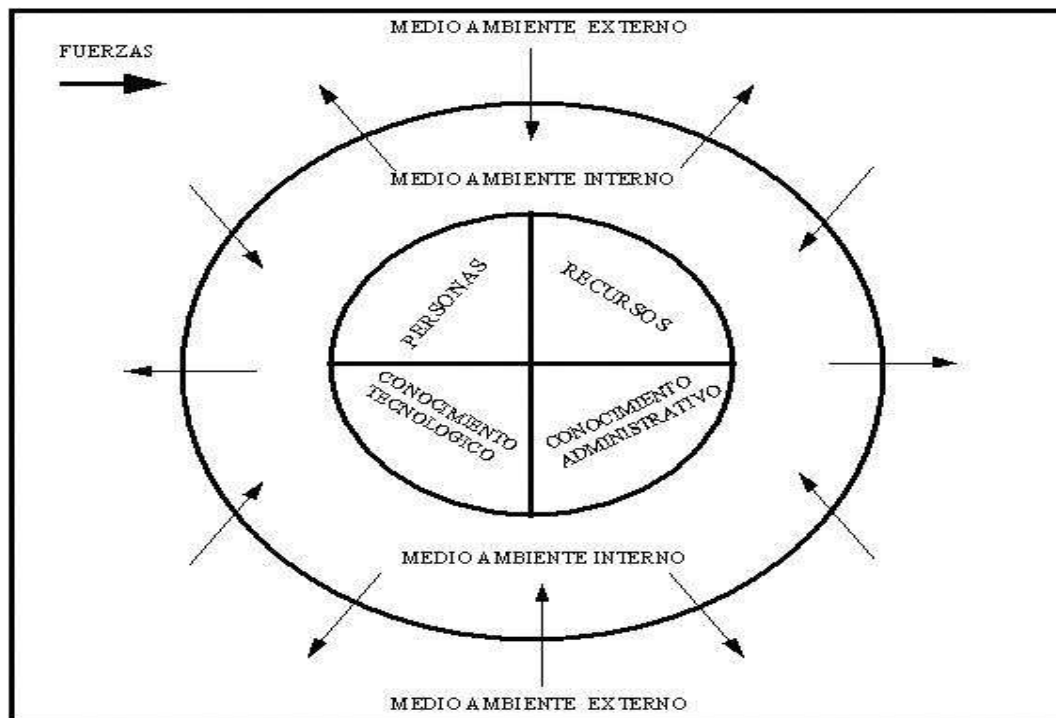 MEDIO AMBIENTE EXTERNO
FUERZAS
MEDIO AMBIENTE INTERNO
PERSONAS
RECURSOS
CONOCIMIENTO
TECNOLOGICO
CONOCIMIENTO
ADMINISTRATIVO
MEDIO AMBIENTE INTERNO
MEDIO AMBIENTE EXTERNO